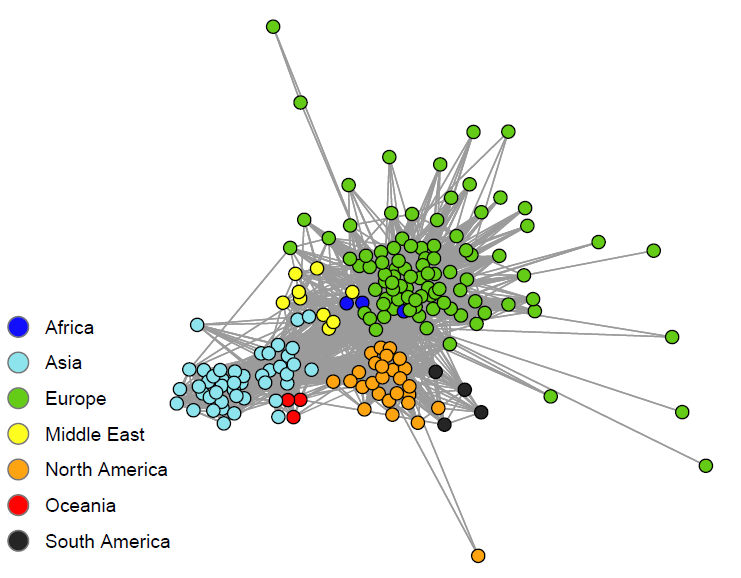 Africa
Asia
Europe
Middle East
North America
Oceania
South America